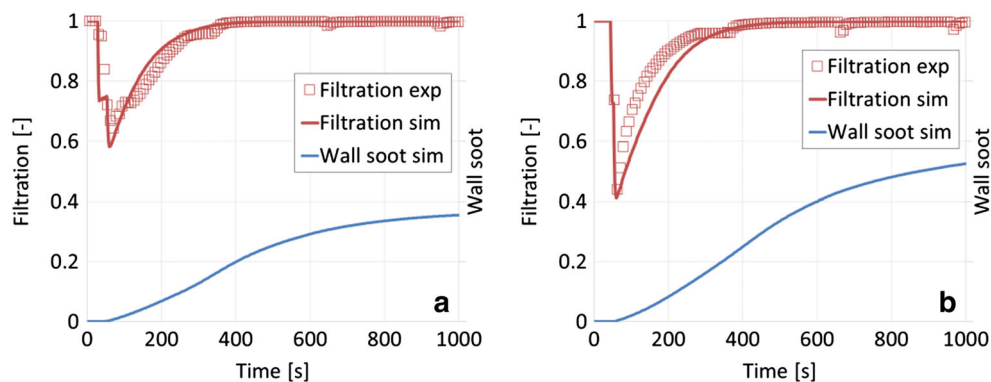 1
0.8
0.6
0.4
0.2
0
Filtration [-]
Filtration exp
Filtration sim
Wall soot sim
Wall soot
a
0 200 400 600 800 1000
Time [s]
1
0.8
0.6
0.4
0.2
0
Filtration [-]
Filtration exp
Filtration sim
Wall soot sim
Wall soot
b
0 200 400 600 800 1000
Time [s]